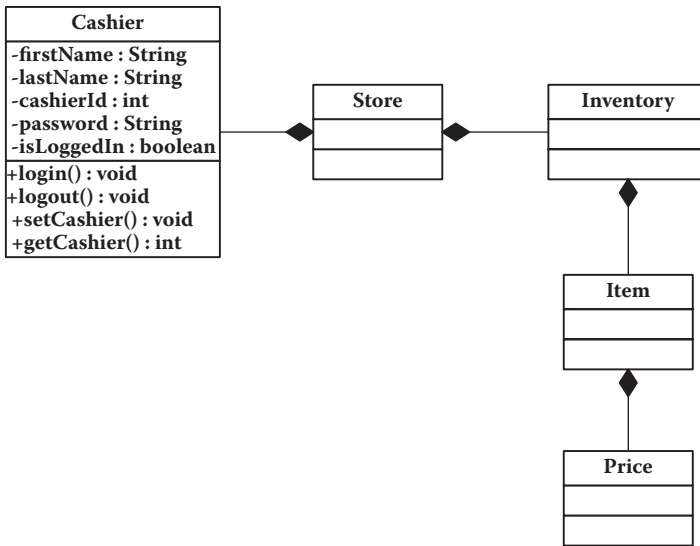 Cashier
-firstName : String
-lastName : String
-cashierId : int
-password : String
-isLoggedIn : boolean
+login() : void
+logout() : void
+setCashier() : void
+getCashier() : int
Store
Inventory
Item
Price